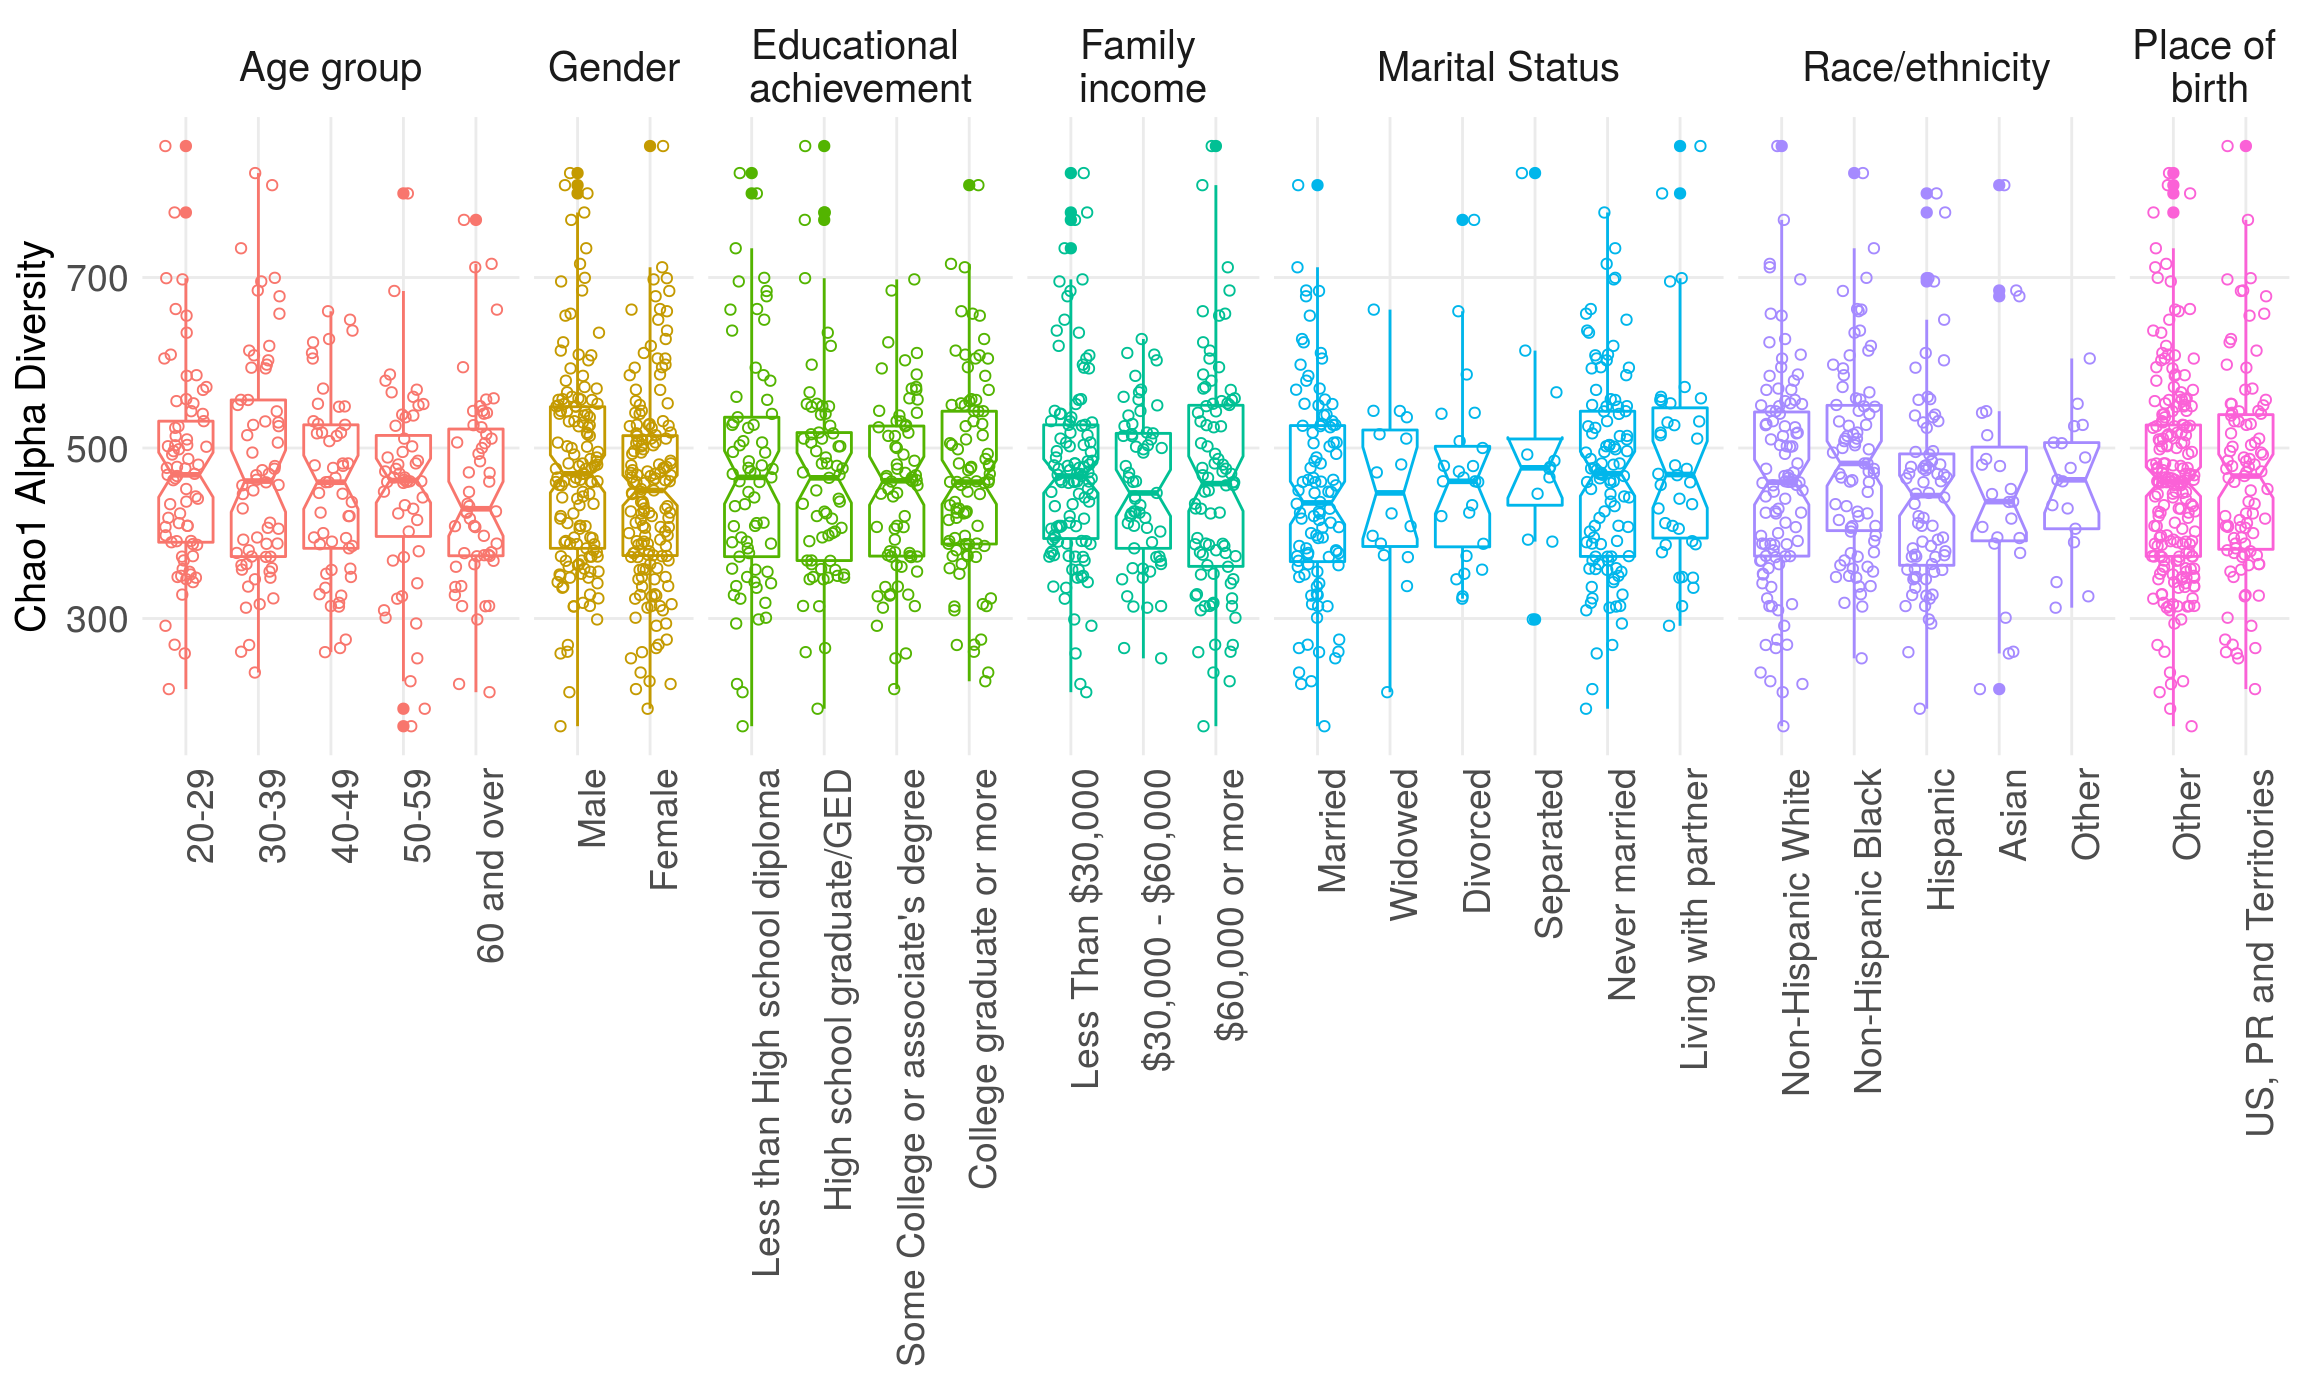 Age group
Gender
Educational
achievement
Family
income
Marital Status
Race/ethnicity
Place of
birth
Chao1 Alpha Diversity
700
500
300
20-29
30-39
40-49
50-59
60 and over
Male
Female
Less than High school diploma
High school graduate/GED
Some College or associate's degree
College graduate or more
Less Than $30,000
$30,000 - $60,000
$60,000 or more
Married
Widowed
Divorced
Separated
Never married
Living with partner
Non-Hispanic White
Non-Hispanic Black
Hispanic
Asian
Other
Other
US, PR and Territories